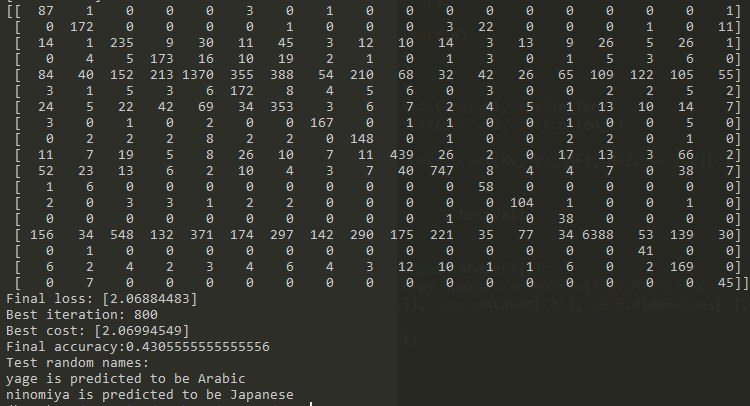 [[ 87 1 0 0 0 3 0 1 0 0 0 0 0 0 0 0 0 1]
[ 0 172 0 0 0 0 1 0 0 0 3 22 0 0 0 1 0 11]
[ 14 1 235 9 30 11 45 3 12 10 14 3 13 9 26 5 26 1]
[ 0 4 5 173 16 10 19 2 1 0 1 3 0 1 5 3 6 0]
[ 84 40 152 213 1370 355 388 54 210 68 32 42 26 65 109 122 105 55]
[ 3 1 5 3 6 172 8 4 5 6 0 3 0 0 2 2 5 2]
[ 24 5 22 42 69 34 353 3 6 7 2 4 5 1 13 10 14 7]
[ 3 0 1 0 2 0 0 167 0 1 1 0 0 1 0 0 5 0]
[ 0 2 2 2 8 2 2 0 148 0 1 0 0 2 2 0 1 0]
[ 11 7 19 5 8 26 10 7 11 439 26 2 0 17 13 3 66 2]
[ 52 23 13 6 2 10 4 3 7 40 747 8 4 4 7 0 38 7]
[ 1 6 0 0 0 0 0 0 0 0 0 58 0 0 0 0 0 0]
[ 2 0 3 3 1 2 2 0 0 0 0 0 104 1 0 0 1 0]
[ 0 0 0 0 0 0 0 0 0 0 1 0 0 38 0 0 0 0]
[ 156 34 548 132 371 174 297 142 290 175 221 35 77 34 6388 53 139 30]
[ 0 1 0 0 0 0 0 0 0 0 0 0 0 0 0 41 0 0]
[ 6 2 4 2 3 4 6 4 3 12 10 1 1 6 0 2 169 0]
[ 0 7 0 0 0 0 0 0 0 0 0 0 0 0 0 0 0 45]]
Final loss: [2.06884483]
Best iteration: 800
Best cost: [2.06994549]
Final accuracy:0.4305555555555556
Test random names:
yage is predicted to be Arabic
ninomiya is predicted to be Japanese